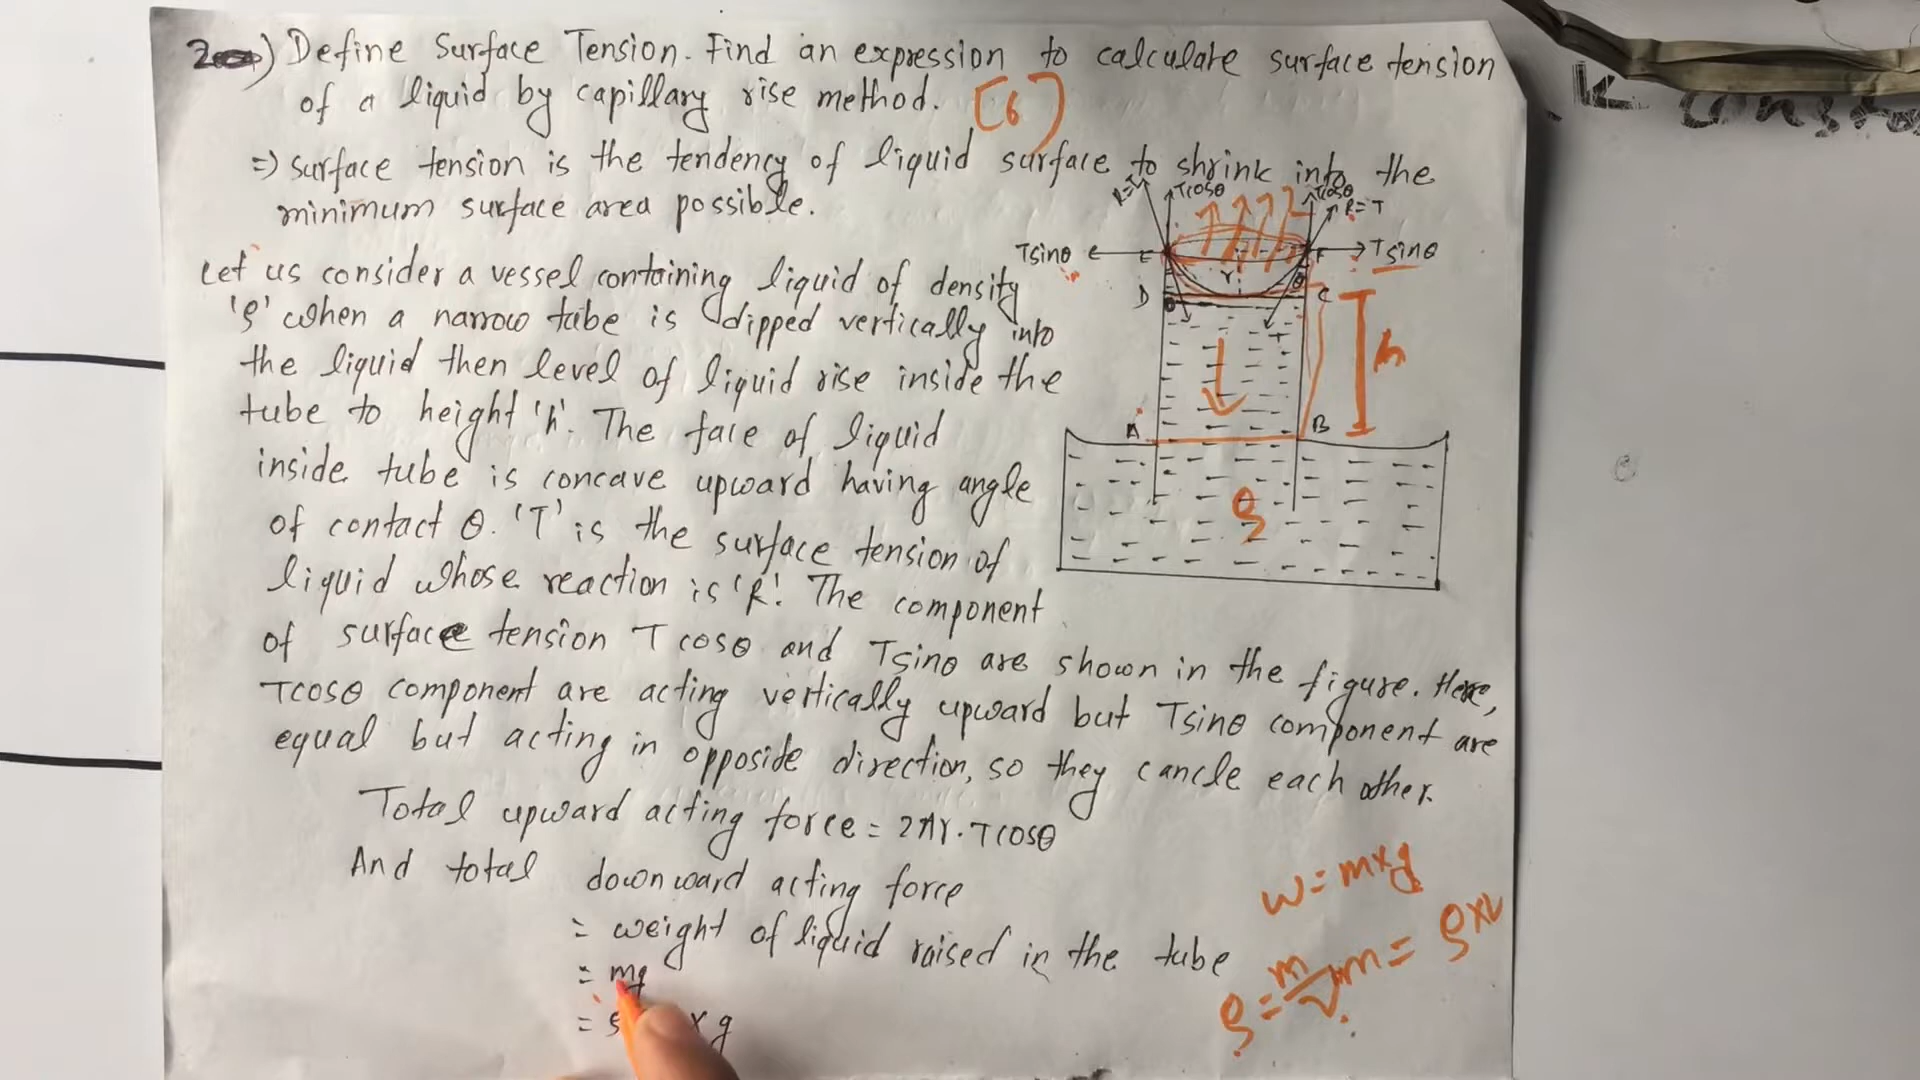 2) Define Surface Tension. Find an expression to calculate surface tension
of a liquid by capillary rise method. [6]
=) surface tension is the tendency of liquid surface to shrink into the
minimum surface area possible.
R=T Tcosθ Tcosθ R=T
Tsinθ E F Tsinθ
r θ
D C
T
h
A B
ρ
Let us consider a vessel containing liquid of density
'ρ' when a narrow tube is dipped vertically into
the liquid then level of liquid rise inside the
tube to height 'h'. The face of liquid
inside tube is concave upward having angle
of contact θ. 'T' is the surface tension of
liquid whose reaction is 'R'. The component
of surface tension T cosθ and Tsinθ are shown in the figure. Here,
Tcosθ component are acting vertically upward but Tsinθ component are
equal but acting in opposite direction, so they cancle each other.
Total upward acting force = 2πr.Tcosθ
And total downward acting force
= weight of liquid raised in the tube
= mg
= ρ x g
w = m×g
ρ = m/v m = ρ×v
K const